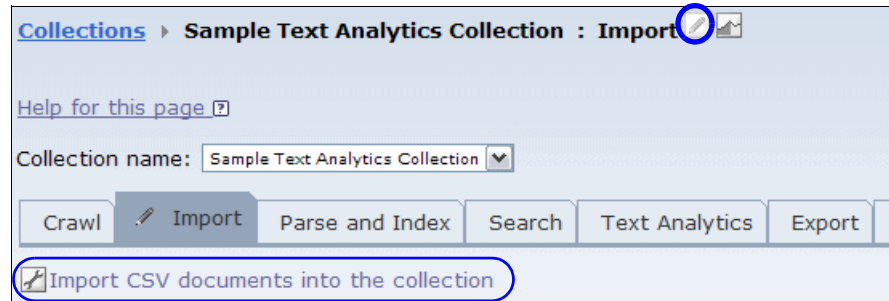 Collections ▸ Sample Text Analytics Collection : Import
Help for this page ?
Collection name: Sample Text Analytics Collection
Crawl Import Parse and Index Search Text Analytics Export
Import CSV documents into the collection